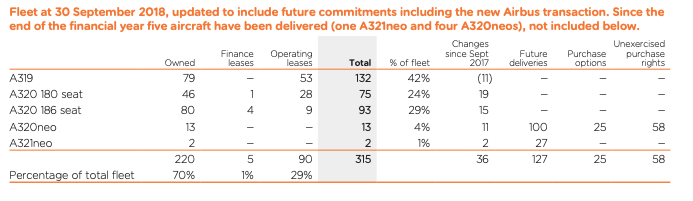 Fleet at 30 September 2018, updated to include future commitments including the new Airbus transaction. Since the
end of the financial year five aircraft have been delivered (one A321neo and four A320neos), not included below.
Owned Finance leases Operating leases Total % of fleet Changes since Sept 2017 Future deliveries Purchase options Unexercised purchase rights
A319 79 – 53 132 42% (11) – – –
A320 180 seat 46 1 28 75 24% 19 – – –
A320 186 seat 80 4 9 93 29% 15 – – –
A320neo 13 – – 13 4% 11 100 25 58
A321neo 2 – – 2 1% 2 27 – –
220 5 90 315 36 127 25 58
Percentage of total fleet 70% 1% 29%